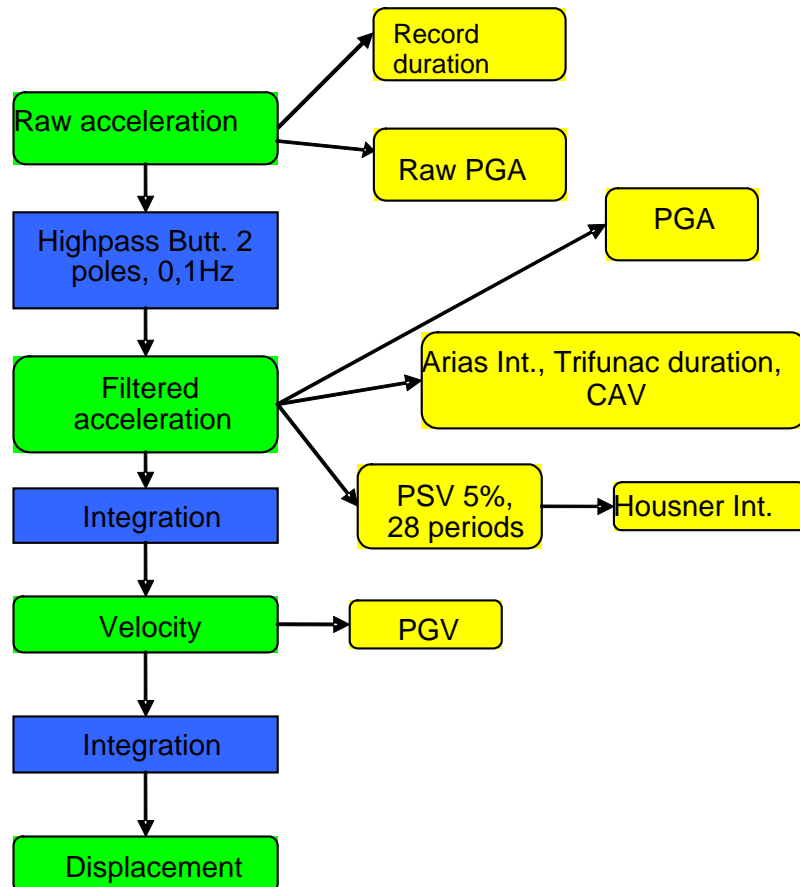 Record
duration
Raw acceleration
Raw PGA
PGA
Highpass Butt. 2
poles, 0,1Hz
Arias Int., Trifunac duration,
CAV
Filtered
acceleration
PSV 5%,
28 periods
Housner Int.
Integration
Velocity
PGV
Integration
Displacement